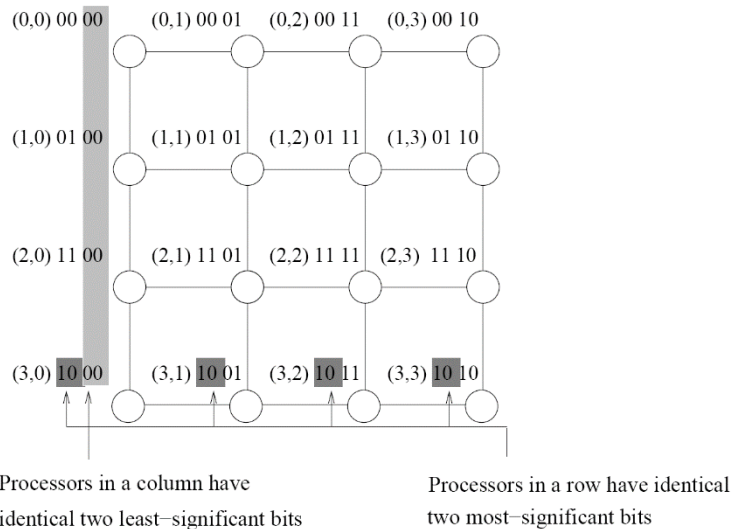 (0,0) 00 00 (0,1) 00 01 (0,2) 00 11 (0,3) 00 10
(1,0) 01 00 (1,1) 01 01 (1,2) 01 11 (1,3) 01 10
(2,0) 11 00 (2,1) 11 01 (2,2) 11 11 (2,3) 11 10
(3,0) 10 00 (3,1) 10 01 (3,2) 10 11 (3,3) 10 10
Processors in a column have
identical two least−significant bits
Processors in a row have identical
two most−significant bits